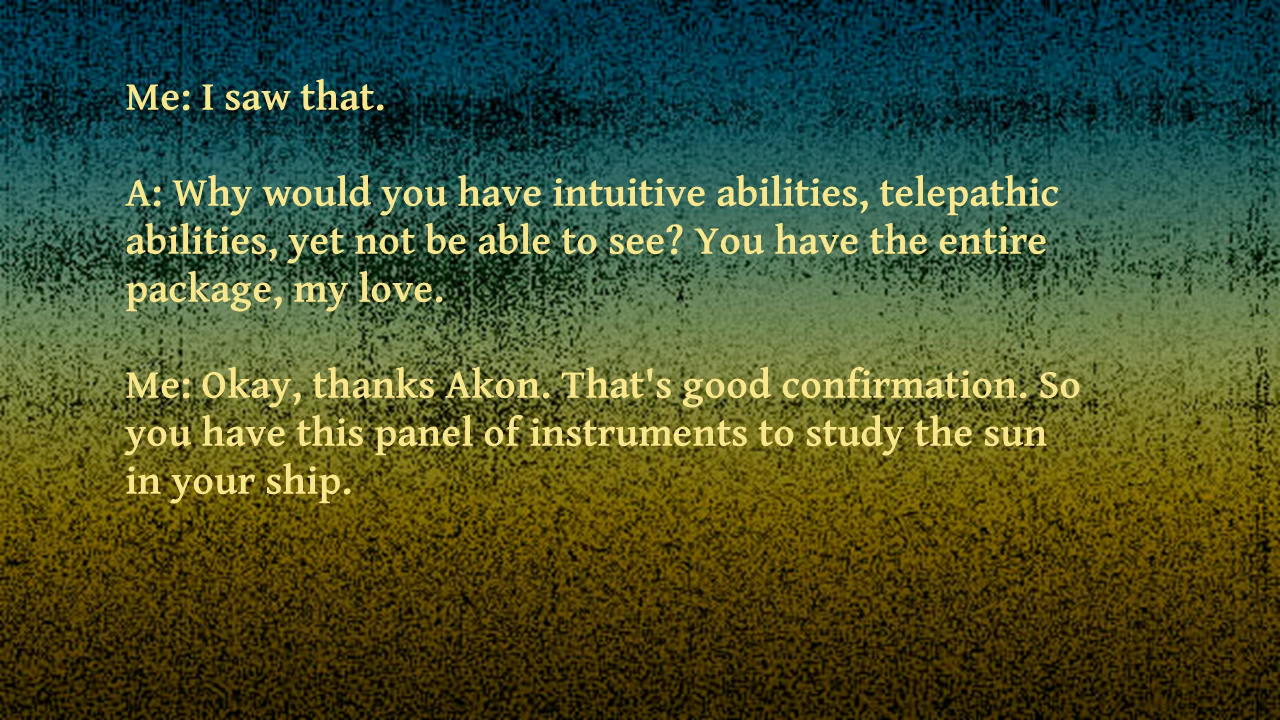 Me: I saw that.
A: Why would you have intuitive abilities, telepathic
abilities, yet not be able to see? You have the entire
package, my love.
Me: Okay, thanks Akon. That's good confirmation. So
you have this panel of instruments to study the sun
in your ship.